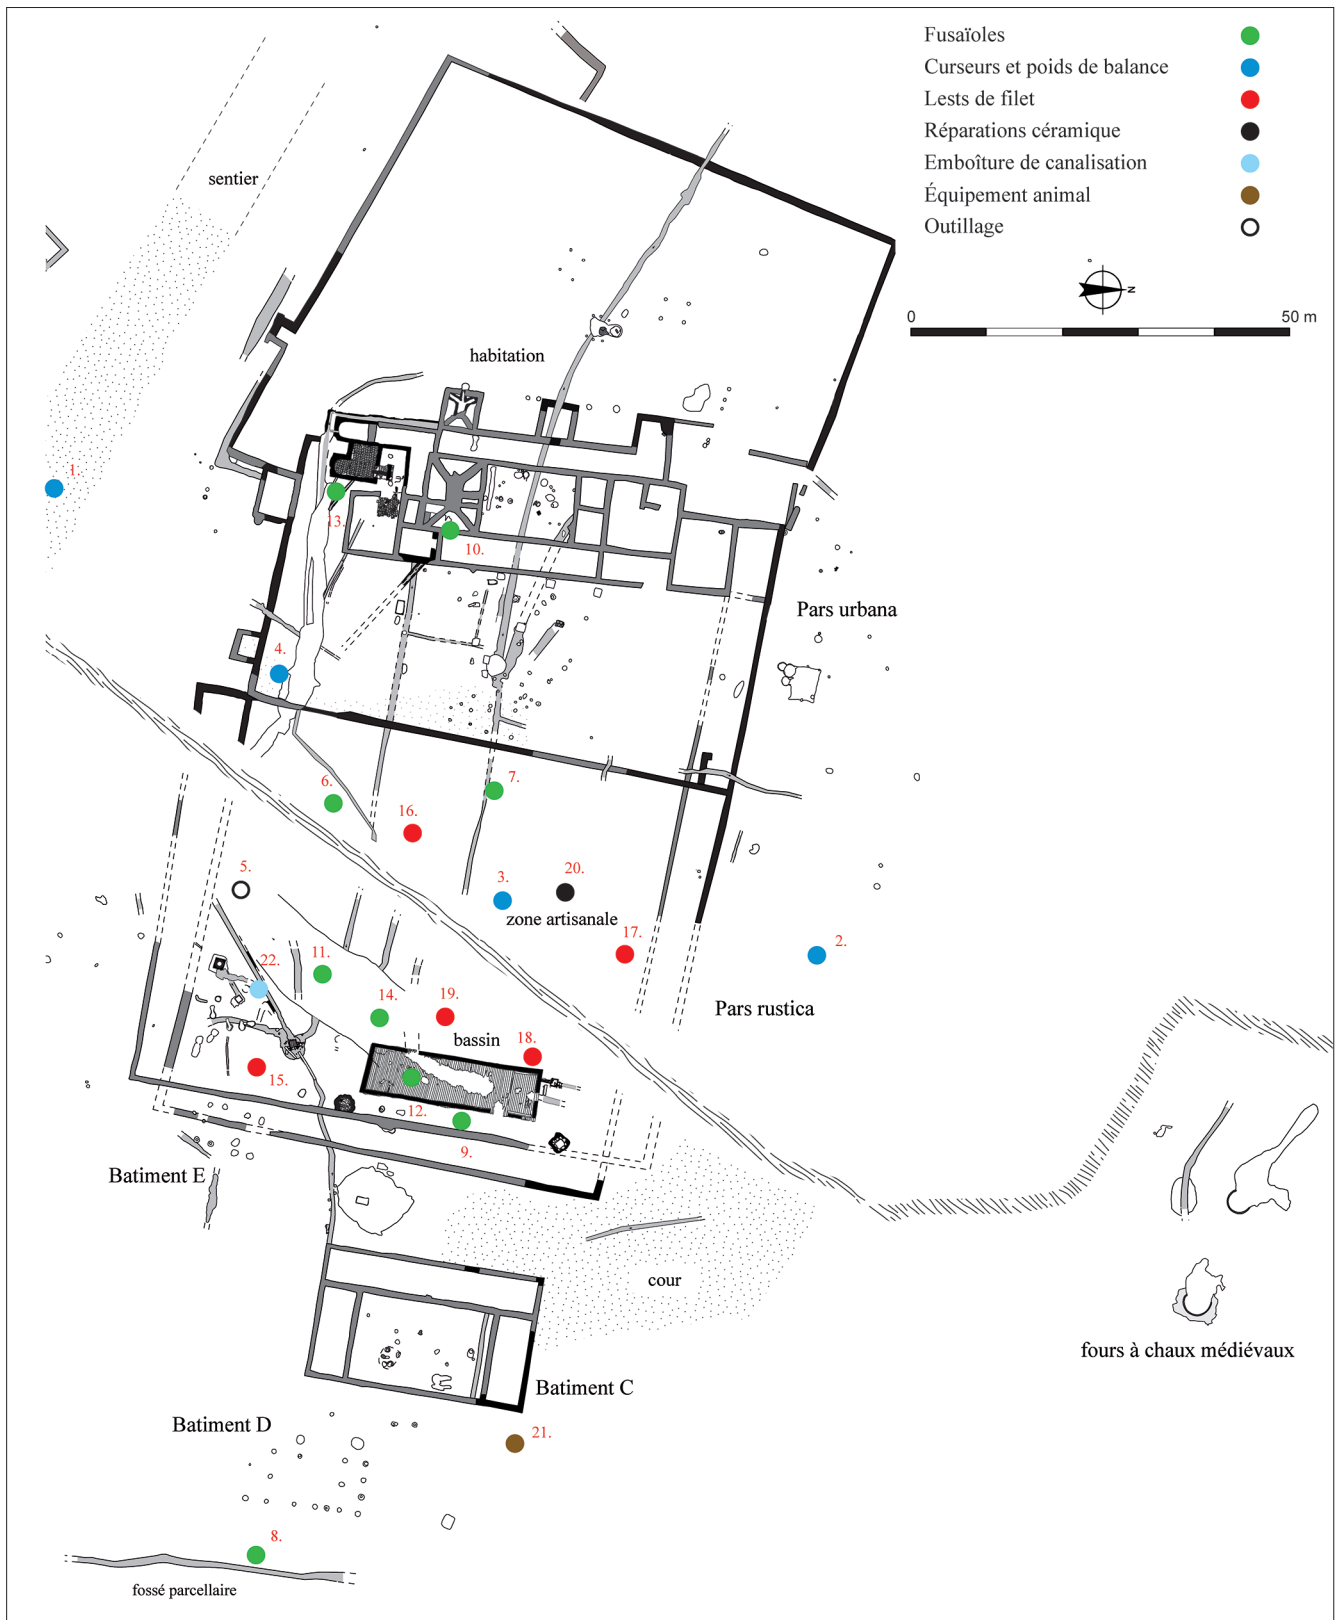 Fusaïoles
Curseurs et poids de balance
Lests de filet
Réparations céramique
Emboîture de canalisation
Équipement animal
Outillage
N
0 50 m
sentier
habitation
1.
13.
10.
Pars urbana
4.
6.
7.
16.
5.
3.
20.
zone artisanale
17.
2.
22.
11.
14.
19.
Pars rustica
bassin
18.
15.
12.
9.
Batiment E
cour
fours à chaux médiévaux
Batiment C
Batiment D
21.
8.
fossé parcellaire